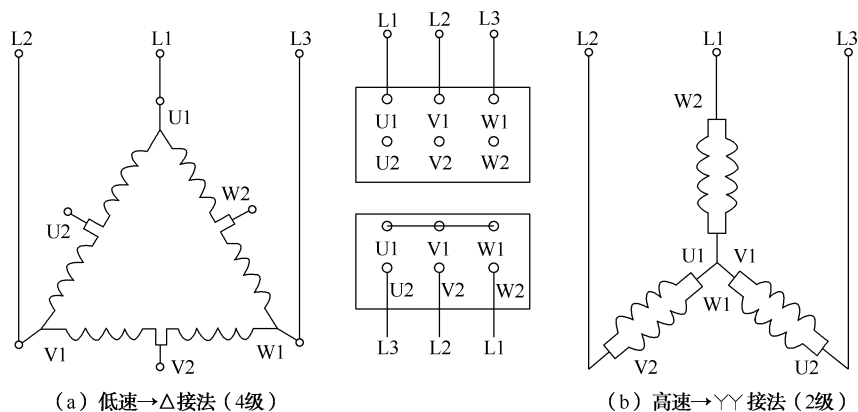 L2 L1 L3
U1
W2
U2
V1 W1
V2
(a) 低速→△接法 (4级)
L1 L2 L3
U1 V1 W1
U2 V2 W2
U1 V1 W1
U2 V2 W2
L3 L2 L1
L2 L1 L3
W2
U1 V1
W1
V2 U2
(b) 高速→YY接法 (2级)